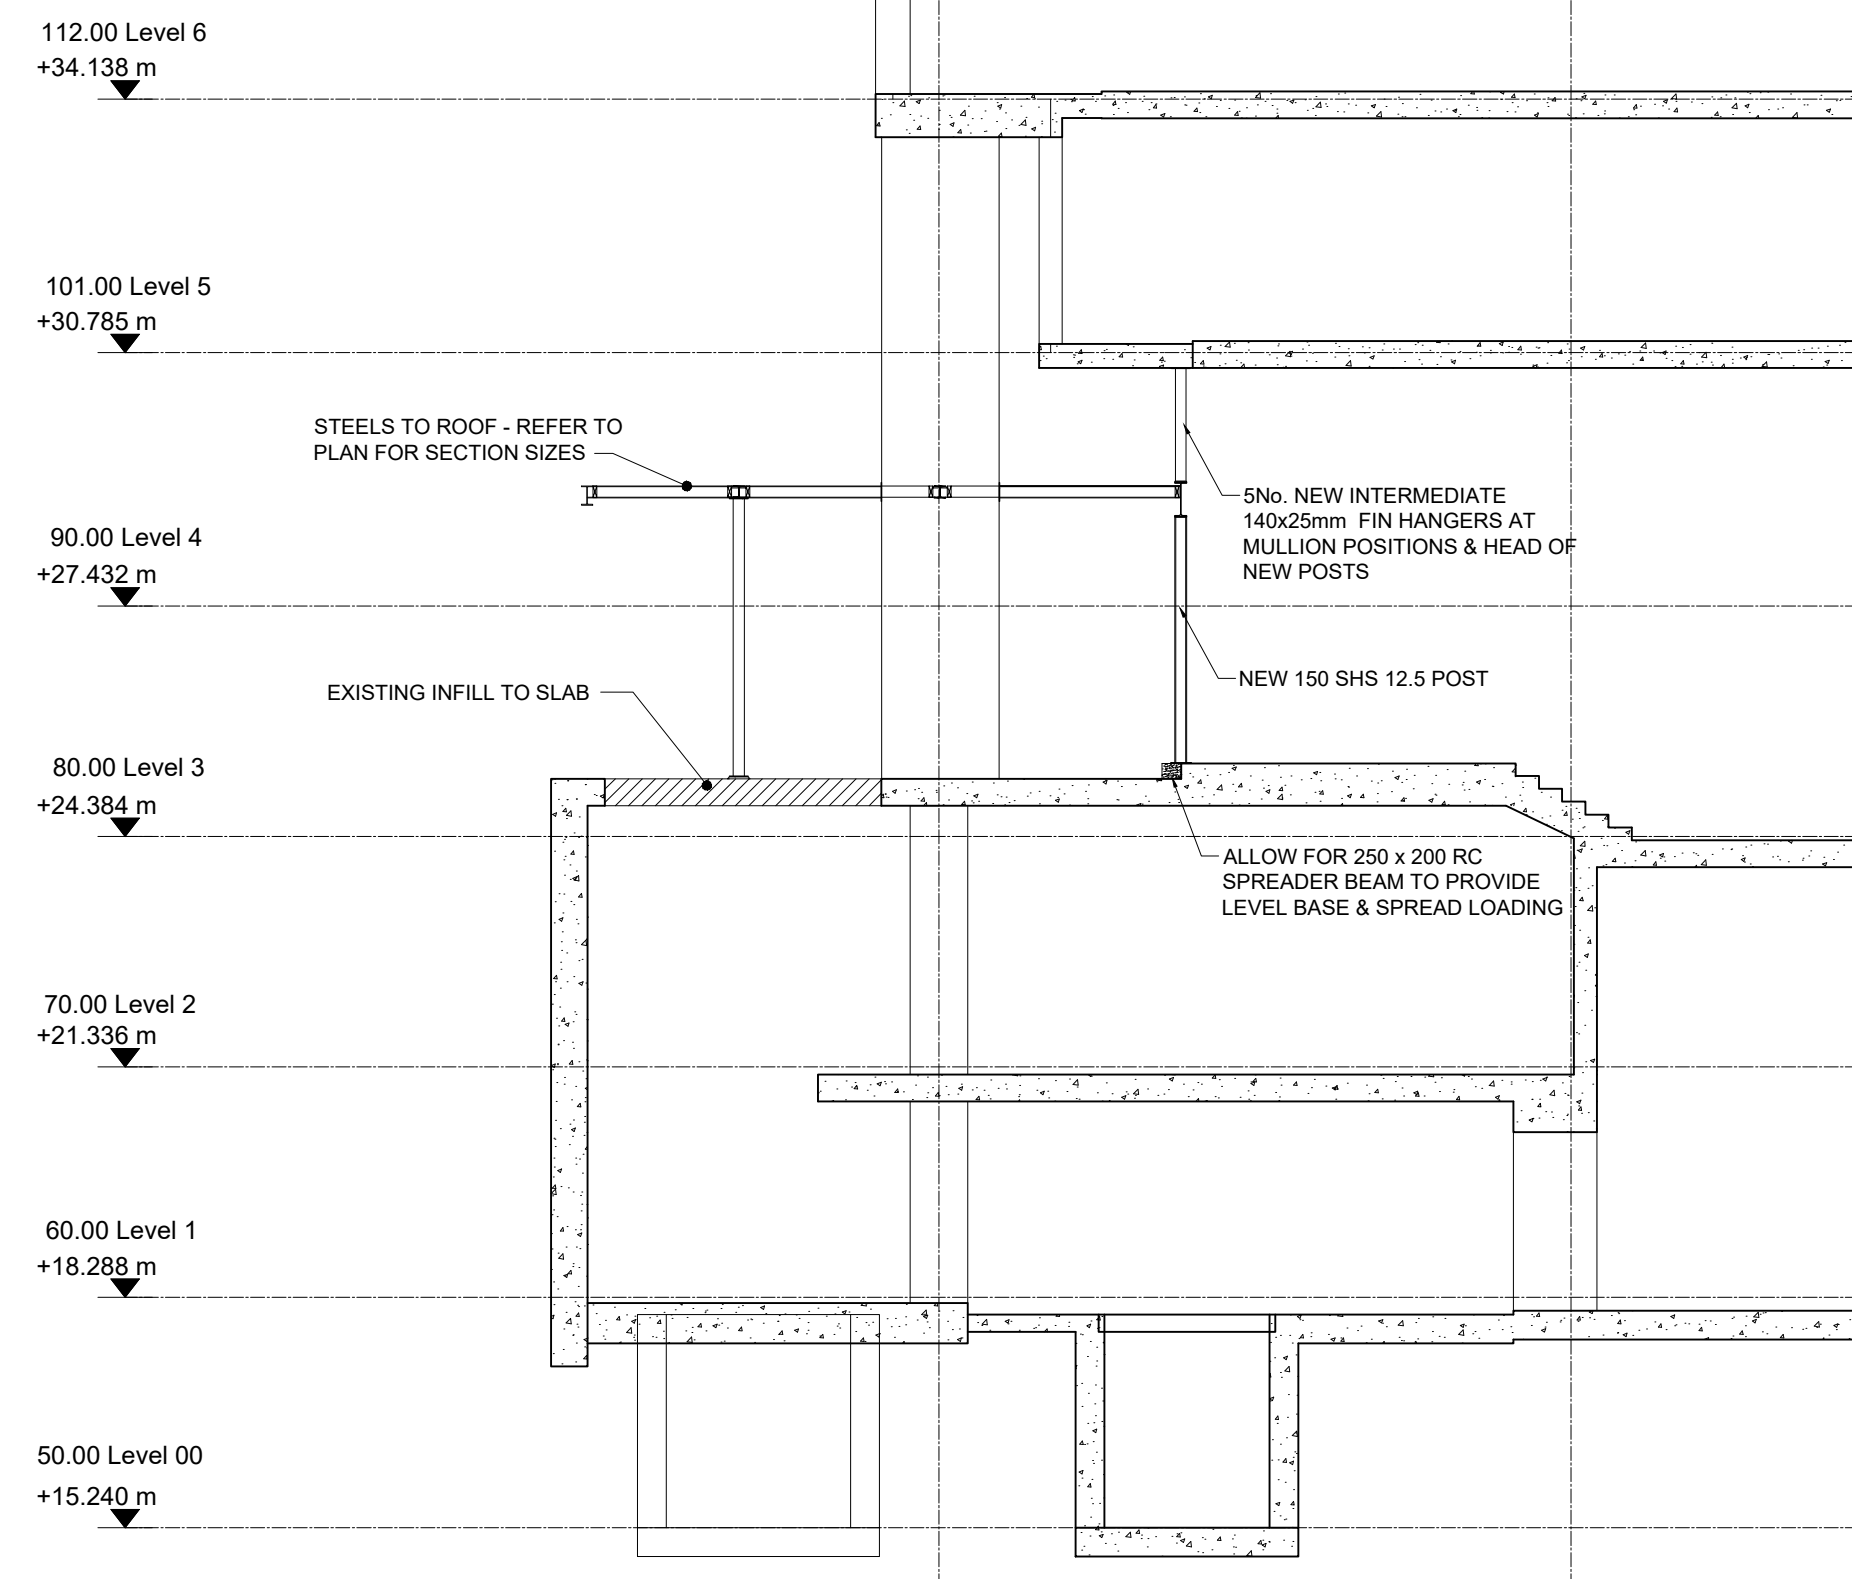 112.00 Level 6
+34.138 m
101.00 Level 5
+30.785 m
STEELS TO ROOF - REFER TO
PLAN FOR SECTION SIZES
5No. NEW INTERMEDIATE
140x25mm FIN HANGERS AT
MULLION POSITIONS & HEAD OF
NEW POSTS
90.00 Level 4
+27.432 m
NEW 150 SHS 12.5 POST
EXISTING INFILL TO SLAB
80.00 Level 3
+24.384 m
ALLOW FOR 250 x 200 RC
SPREADER BEAM TO PROVIDE
LEVEL BASE & SPREAD LOADING
70.00 Level 2
+21.336 m
60.00 Level 1
+18.288 m
50.00 Level 00
+15.240 m